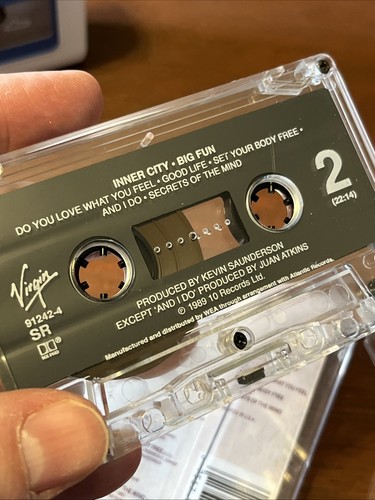 INNER CITY • BIG FUN
DO YOU LOVE WHAT YOU FEEL • GOOD LIFE • SET YOUR BODY FREE •
AND I DO • SECRETS OF THE MIND
2
(22:14)
Virgin
91242-4
SR
PRODUCED BY KEVIN SAUNDERSON
EXCEPT 'AND I DO' PRODUCED BY JUAN ATKINS
℗ 1989 10 Records Ltd.
Manufactured and distributed by WEA through arrangement with Atlantic Records.